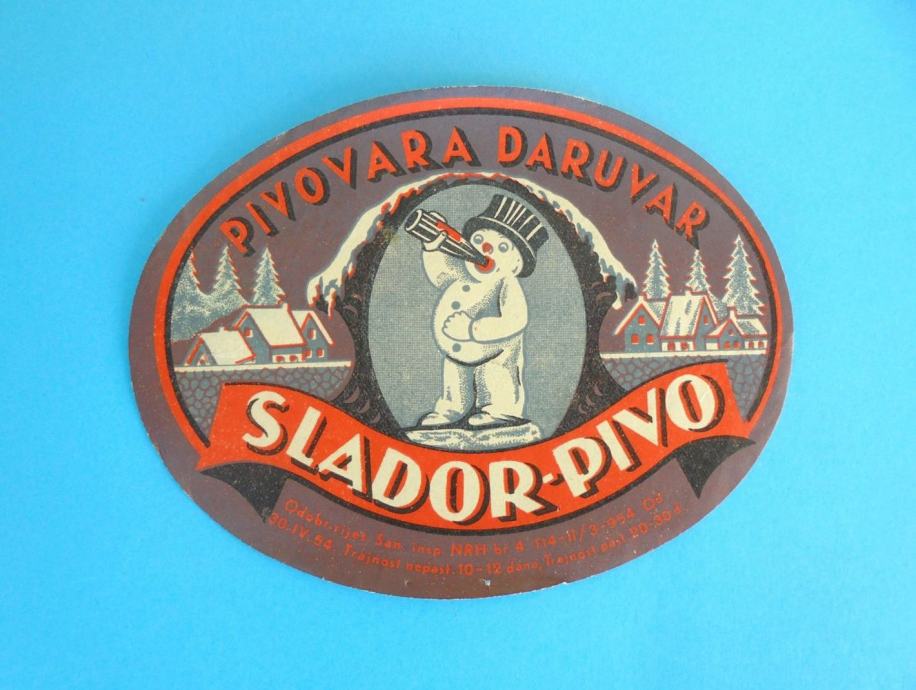 PIVOVARA DARUVAR
SLADOR-PIVO
Odobr. rješ. San. insp. NRH br. 4 114-II/3-954. Od
30-IV. 54. Trajnost nepast. 10-12 dana, Trajnost past. 20-30 d.